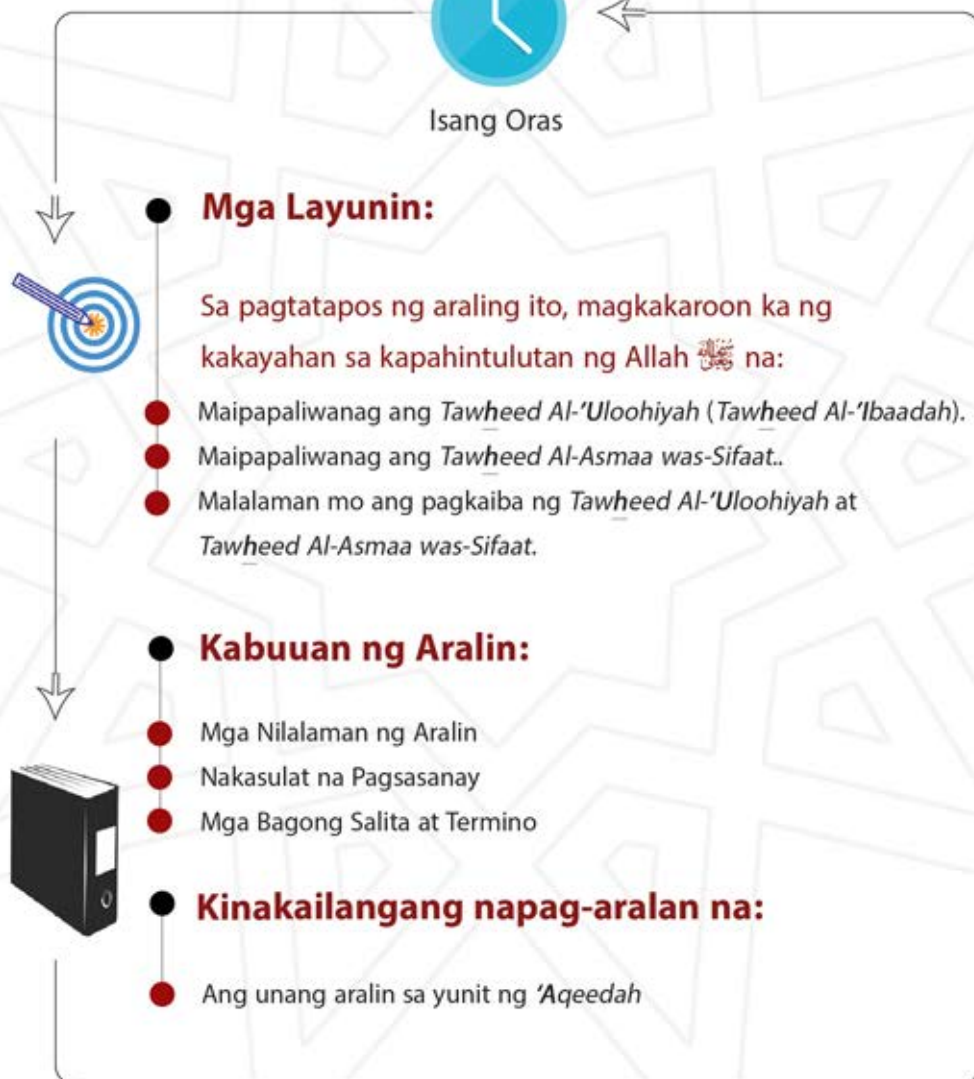 Isang Oras
Mga Layunin:
Sa pagtatapos ng araling ito, magkakaroon ka ng
kakayahan sa kapahintulutan ng Allah na:
Maipapaliwanag ang Tawheed Al-'Uloohiyah (Tawheed Al-'Ibaadah).
Maipapaliwanag ang Tawheed Al-Asmaa was-Sifaat..
Malalaman mo ang pagkaiba ng Tawheed Al-'Uloohiyah at
Tawheed Al-Asmaa was-Sifaat.
Kabuuan ng Aralin:
Mga Nilalaman ng Aralin
Nakasulat na Pagsasanay
Mga Bagong Salita at Termino
Kinakailangang napag-aralan na:
Ang unang aralin sa yunit ng 'Aqeedah